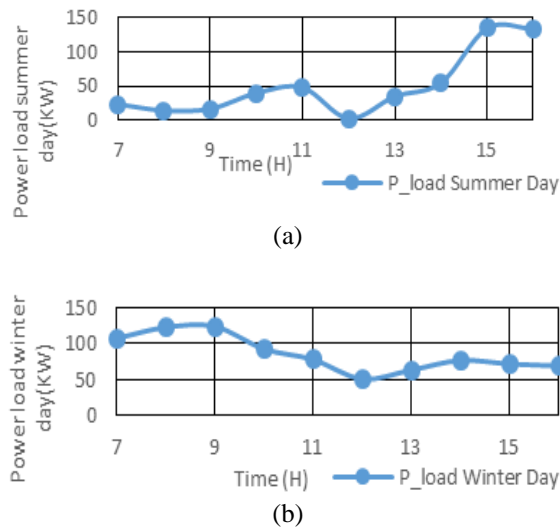 Power load summer
day(KW)
150
100
50
0
7 9 11 13 15
Time (H)
P_load Summer Day
(a)
Power load winter
day(KW)
150
100
50
0
7 9 11 13 15
Time (H)
P_load Winter Day
(b)